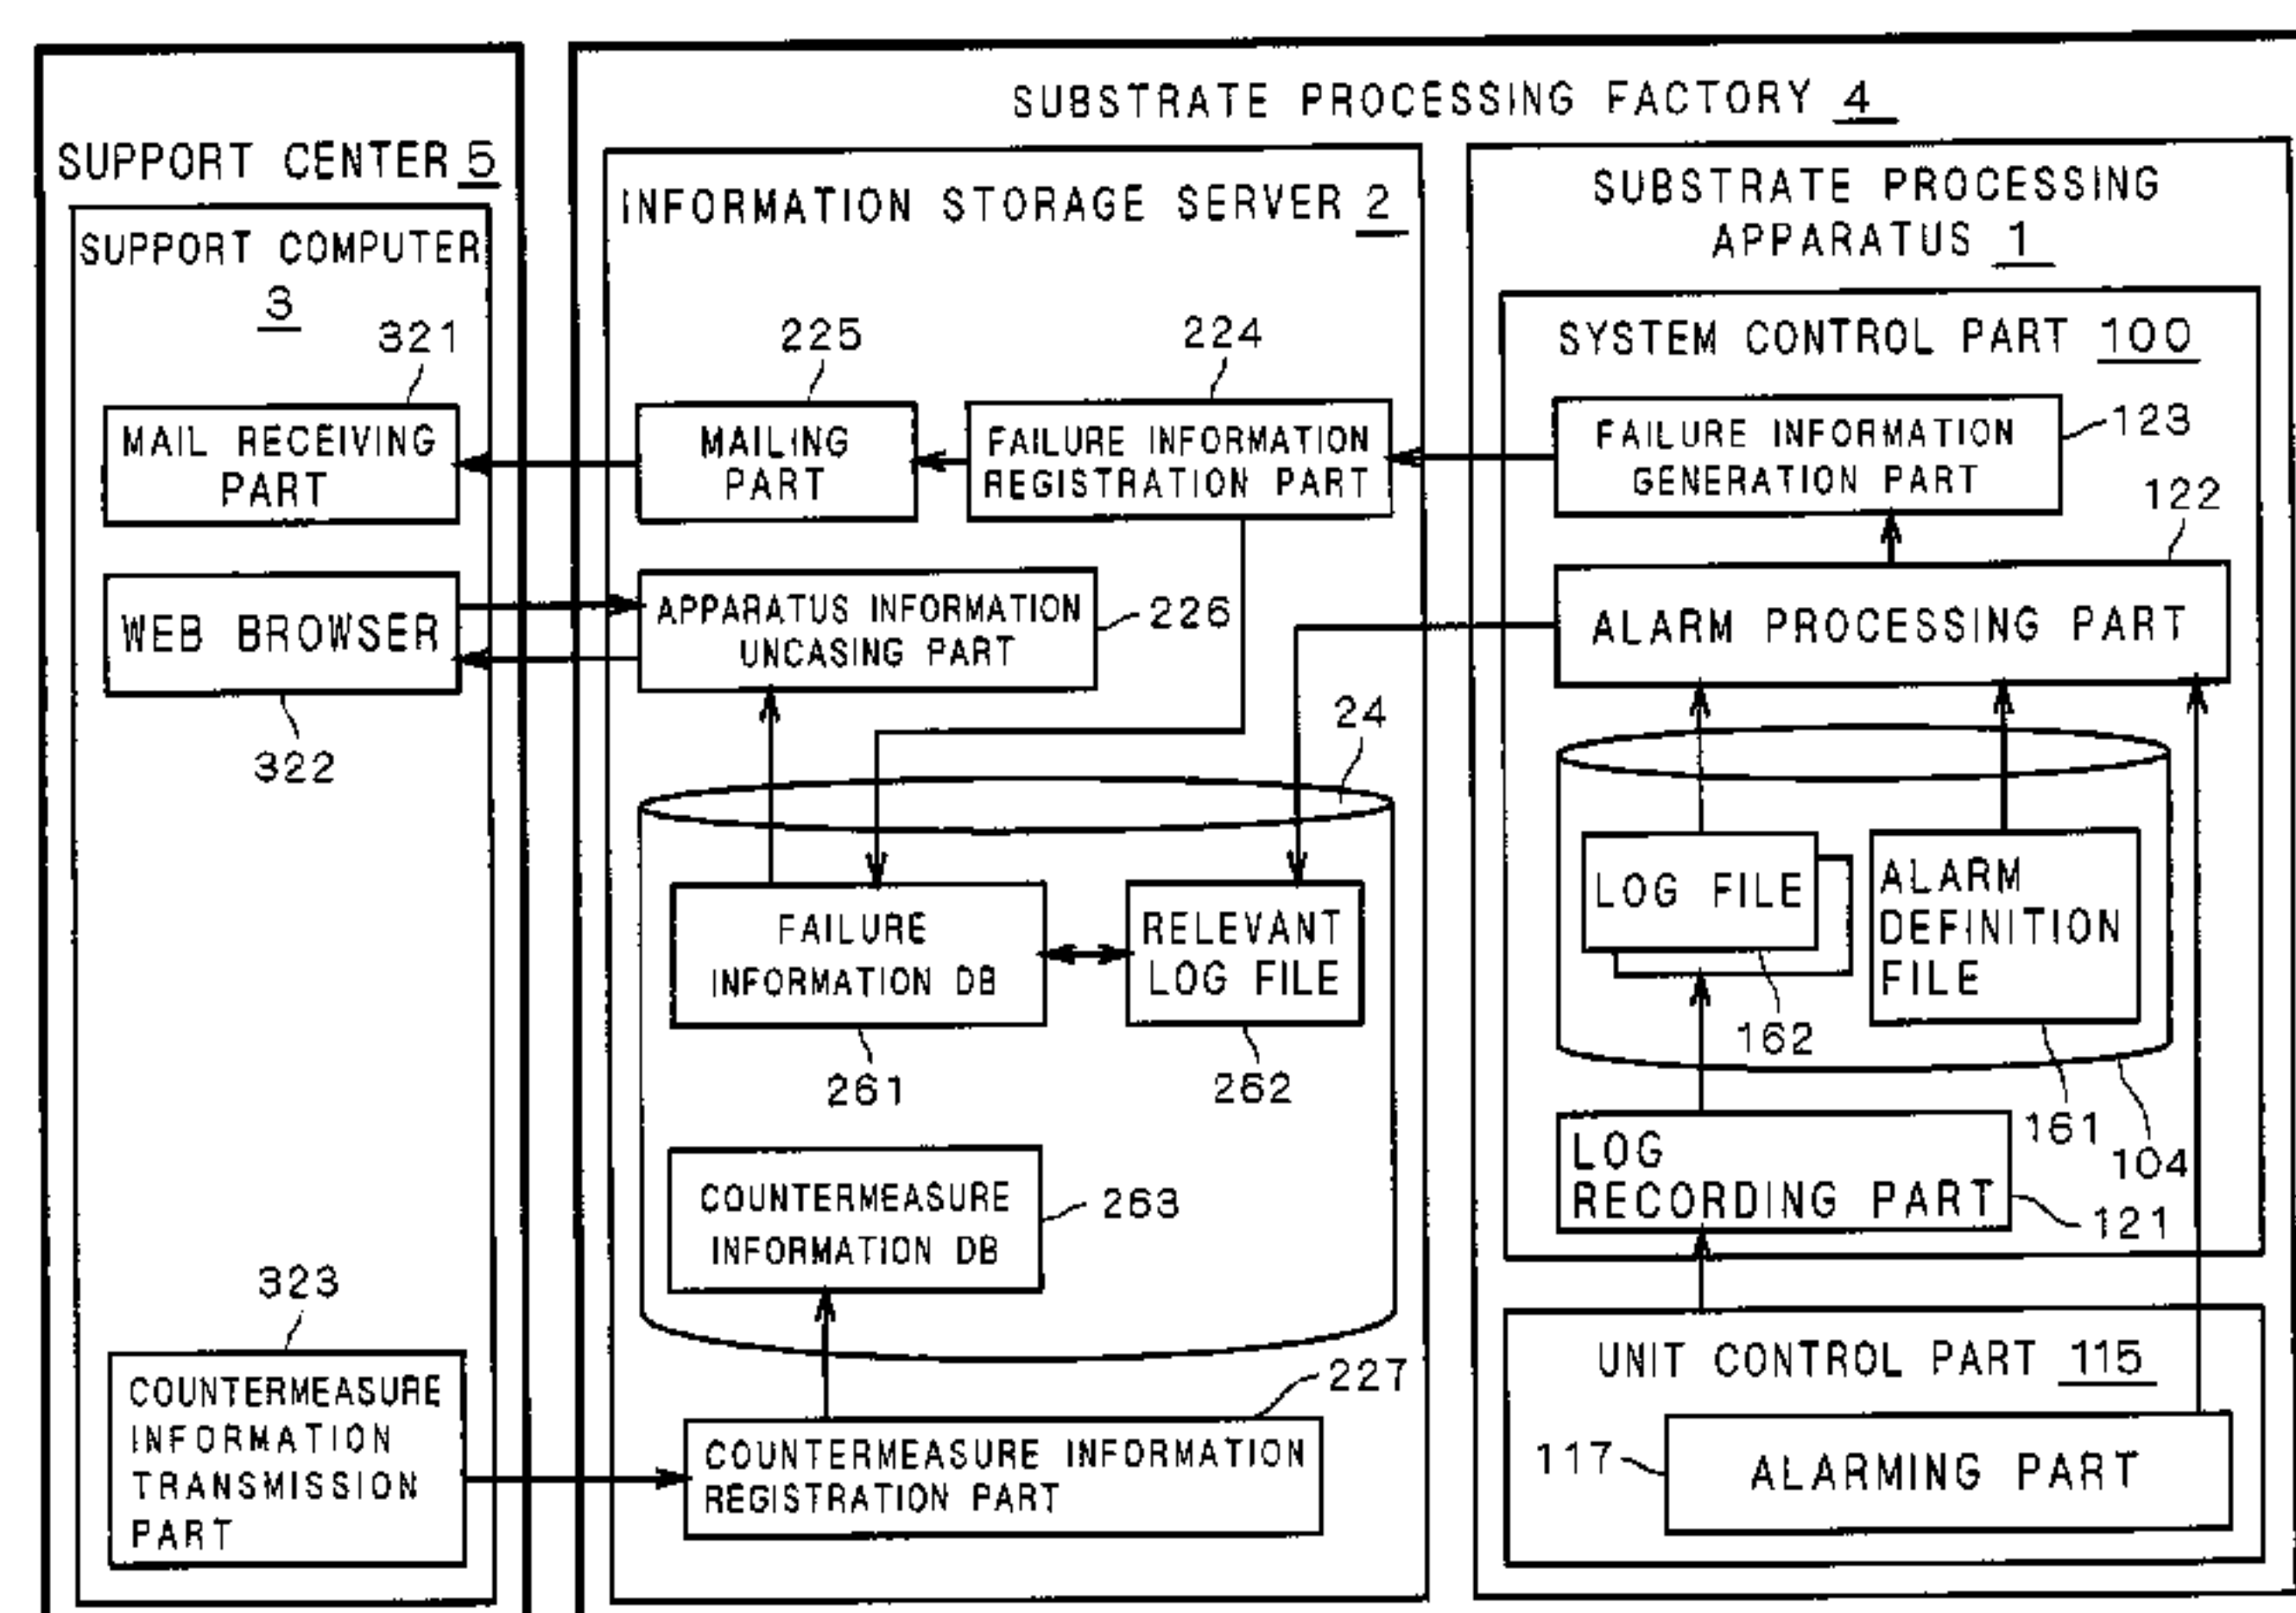 SUPPORT CENTER 5
SUPPORT COMPUTER
3
321
MAIL RECEIVING
PART
WEB BROWSER
322
323
COUNTERMEASURE
INFORMATION
TRANSMISSION
PART
SUBSTRATE PROCESSING FACTORY 4
INFORMATION STORAGE SERVER 2
225
224
MAILING
PART
FAILURE INFORMATION
REGISTRATION PART
APPARATUS INFORMATION
UNCASING PART
226
24
FAILURE
INFORMATION DB
RELEVANT
LOG FILE
261
262
COUNTERMEASURE
INFORMATION DB
263
227
COUNTERMEASURE INFORMATION
REGISTRATION PART
SUBSTRATE PROCESSING
APPARATUS 1
SYSTEM CONTROL PART 100
FAILURE INFORMATION
GENERATION PART
123
122
ALARM PROCESSING PART
LOG FILE
ALARM
DEFINITION
FILE
162
161
104
LOG
RECORDING PART
121
UNIT CONTROL PART 115
117
ALARMING PART